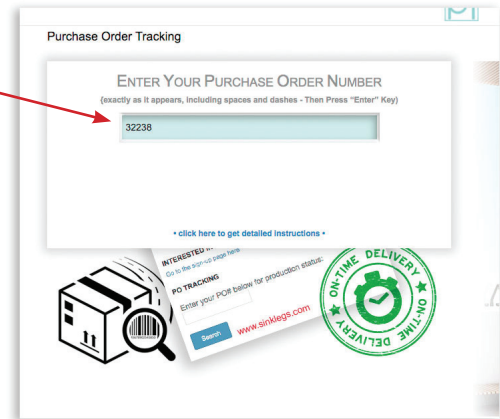 Purchase Order Tracking
ENTER YOUR PURCHASE ORDER NUMBER
(exactly as it appears, including spaces and dashes - Then Press "Enter" Key)
32238
• click here to get detailed instructions •
INTERESTED
Go to the sign-up page here
PO TRACKING
Enter your PO# below for production status:
Search
www.sinklegs.com
ON-TIME DELIVERY
ON-TIME DELIVERY